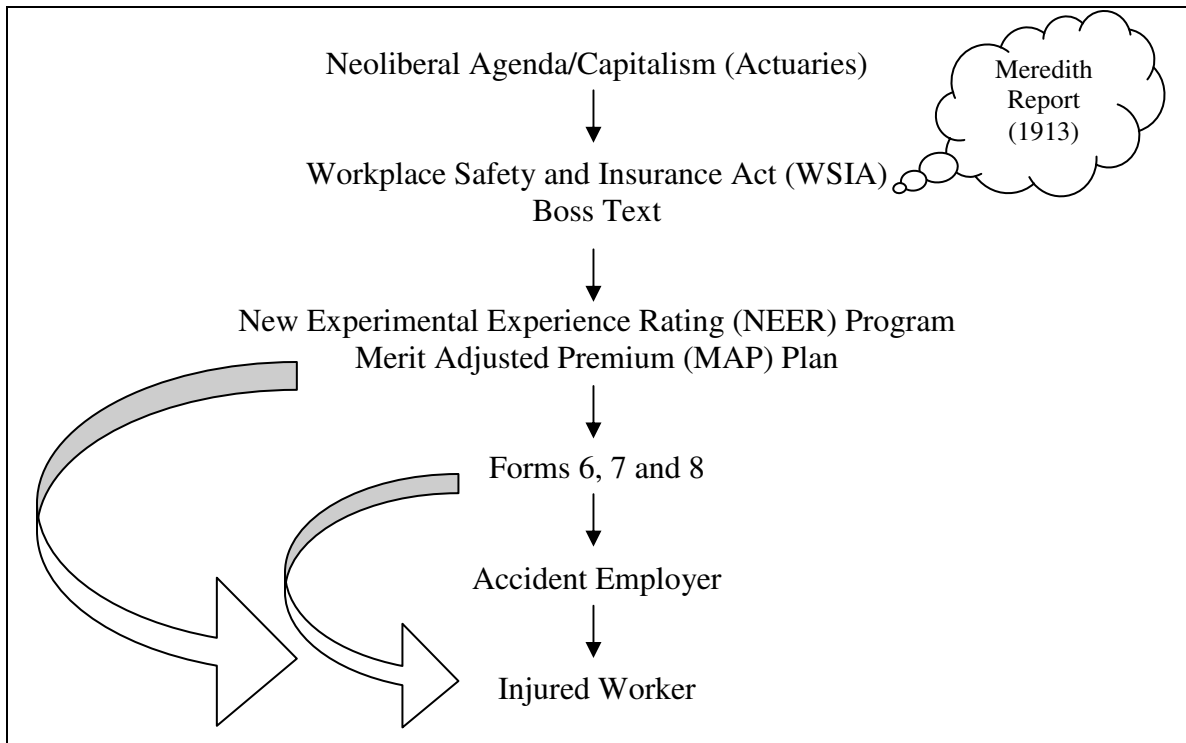 Neoliberal Agenda/Capitalism (Actuaries)
Meredith
Report
(1913)
Workplace Safety and Insurance Act (WSIA)
Boss Text
New Experimental Experience Rating (NEER) Program
Merit Adjusted Premium (MAP) Plan
Forms 6, 7 and 8
Accident Employer
Injured Worker